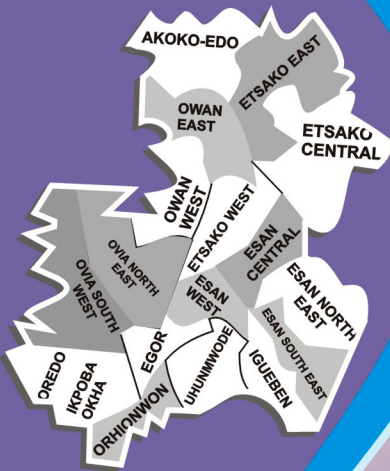 AKOKO-EDO
ETSAKO EAST
OWAN
EAST
ETSAKO
CENTRAL
OWAN
WEST
ETSAKO WEST
ESAN
CENTRAL
OVIA NORTH
EAST
OVIA SOUTH
WEST
ESAN
WEST
ESAN NORTH
EAST
ESAN SOUTH EAST
EGOR
UHUNMWODE
IGUEBEN
OREDO
IKPOBA
OKHA
ORHIONWON